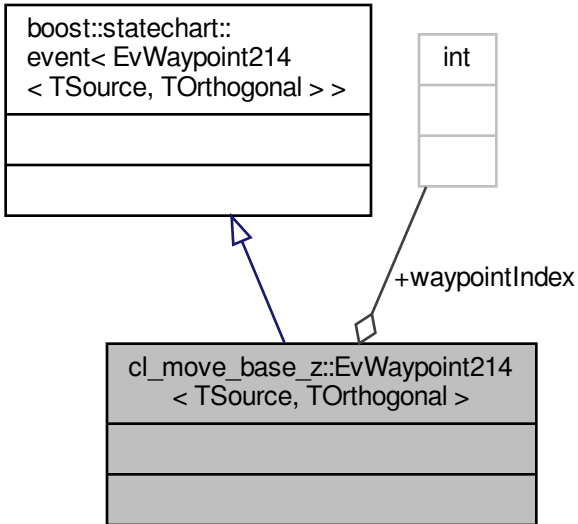 boost::statechart::
event< EvWaypoint214
< TSource, TOrthogonal > >
int
+waypointIndex
cl_move_base_z::EvWaypoint214
< TSource, TOrthogonal >